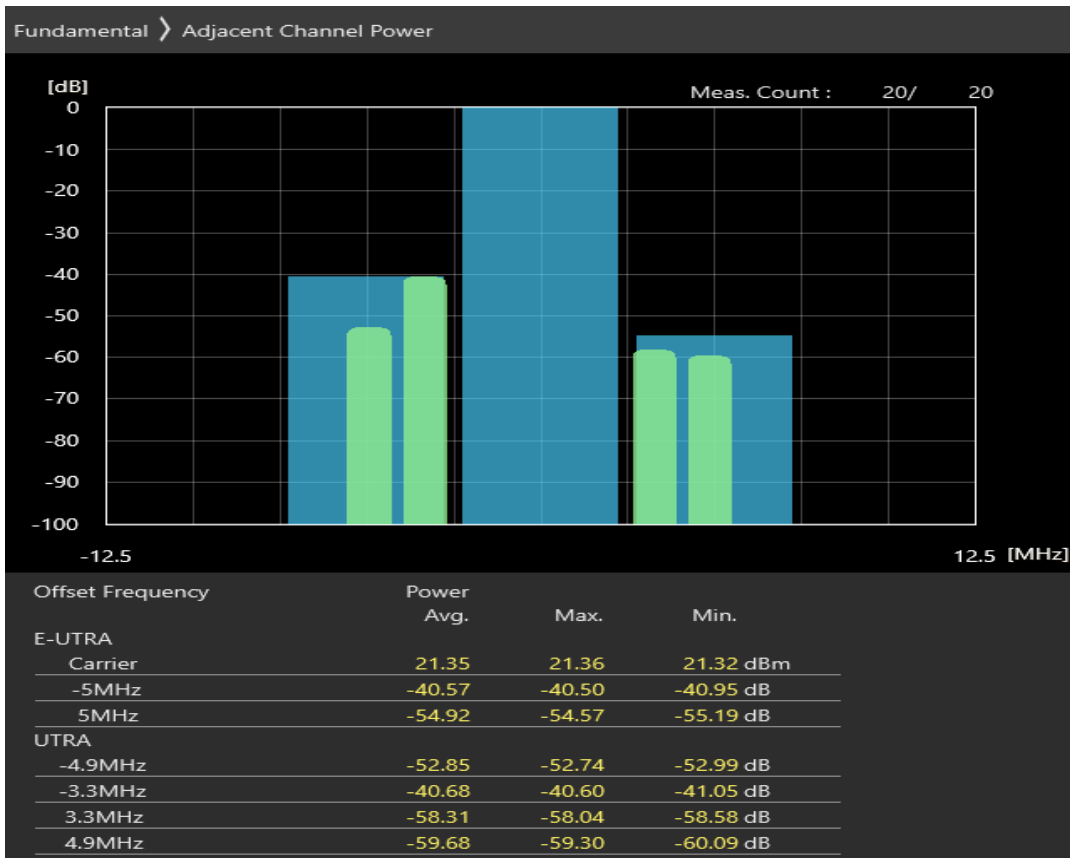 Fundamental 〉 Adjacent Channel Power
[dB]
Meas. Count : 20/ 20
0
-10
-20
-30
-40
-50
-60
-70
-80
-90
-100
-12.5 12.5 [MHz]
Offset Frequency Power
Avg. Max. Min.
E-UTRA
Carrier 21.35 21.36 21.32 dBm
-5MHz -40.57 -40.50 -40.95 dB
5MHz -54.92 -54.57 -55.19 dB
UTRA
-4.9MHz -52.85 -52.74 -52.99 dB
-3.3MHz -40.68 -40.60 -41.05 dB
3.3MHz -58.31 -58.04 -58.58 dB
4.9MHz -59.68 -59.30 -60.09 dB